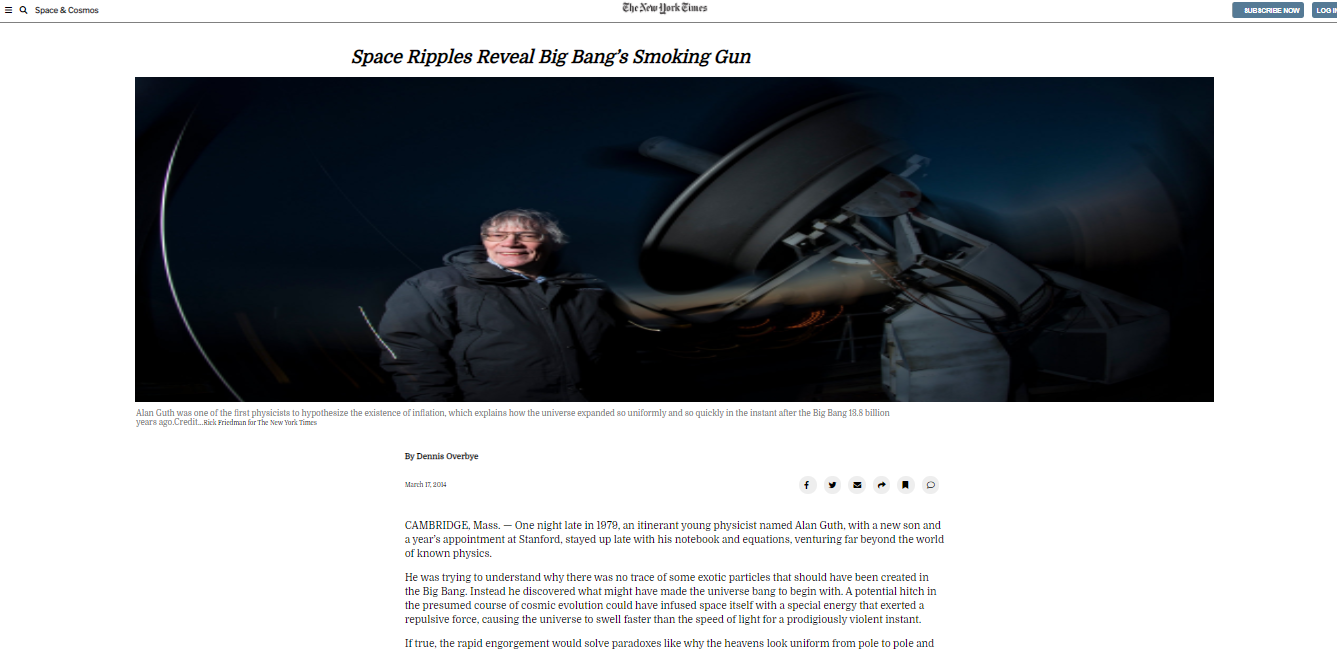 Space & Cosmos
The New York Times
SUBSCRIBE NOW
LOG IN
Space Ripples Reveal Big Bang's Smoking Gun
Alan Guth was one of the first physicists to hypothesize the existence of inflation, which explains how the universe expanded so uniformly and so quickly in the instant after the Big Bang 13.8 billion
years ago.Credit...Rick Friedman for The New York Times
By Dennis Overbye
March 17, 2014
CAMBRIDGE, Mass. — One night late in 1979, an itinerant young physicist named Alan Guth, with a new son and
a year's appointment at Stanford, stayed up late with his notebook and equations, venturing far beyond the world
of known physics.
He was trying to understand why there was no trace of some exotic particles that should have been created in
the Big Bang. Instead he discovered what might have made the universe bang to begin with. A potential hitch in
the presumed course of cosmic evolution could have infused space itself with a special energy that exerted a
repulsive force, causing the universe to swell faster than the speed of light for a prodigiously violent instant.
If true, the rapid engorgement would solve paradoxes like why the heavens look uniform from pole to pole and